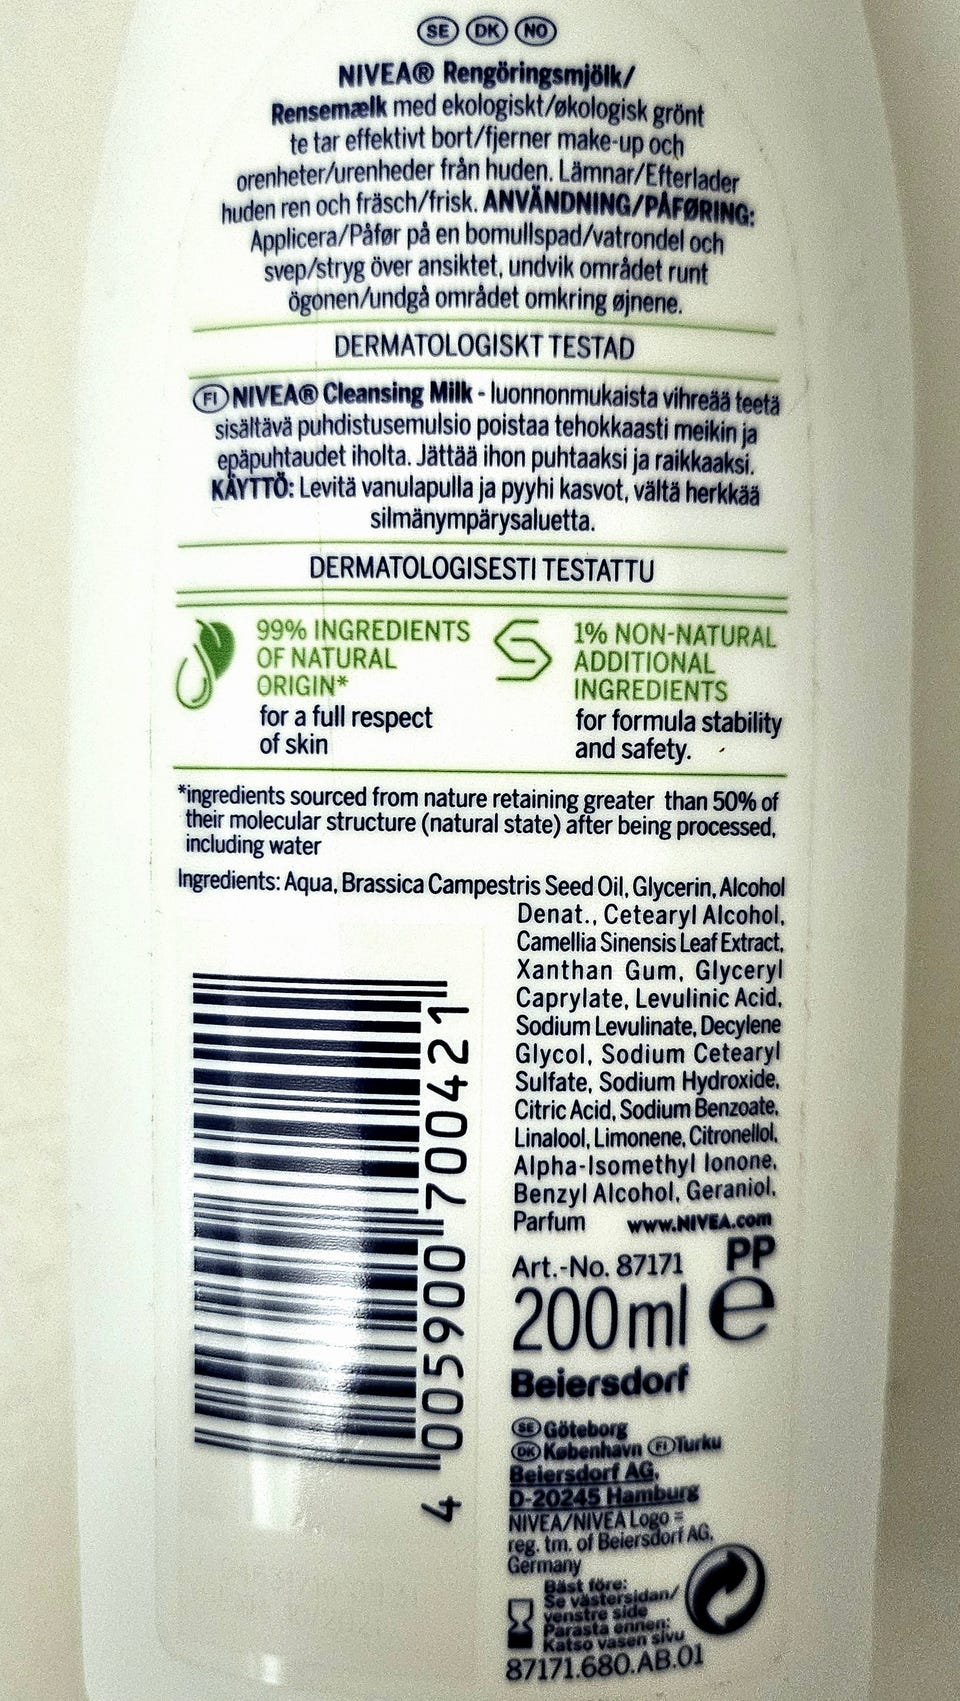 SE DK NO
NIVEA® Rengöringsmjölk/
Rensemælk med ekologiskt/økologisk grönt
te tar effektivt bort/fjerner make-up och
orenheter/urenheder från huden. Lämnar/Efterlader
huden ren och fräsch/frisk. ANVÄNDNING/PÅFØRING:
Applicera/Påfør på en bomullspad/vatrondel och
svep/stryg över ansiktet, undvik området runt
ögonen/undgå området omkring øjnene.
DERMATOLOGISKT TESTAD
FI NIVEA® Cleansing Milk - luonnonmukaista vihreää teetä
sisältävä puhdistusemulsio poistaa tehokkaasti meikin ja
epäpuhtaudet iholta. Jättää ihon puhtaaksi ja raikkaaksi.
KÄYTTÖ: Levitä vanulapulla ja pyyhi kasvot, vältä herkkää
silmänympärysaluetta.
DERMATOLOGISESTI TESTATTU
99% INGREDIENTS
OF NATURAL
ORIGIN*
for a full respect
of skin
1% NON-NATURAL
ADDITIONAL
INGREDIENTS
for formula stability
and safety.
*ingredients sourced from nature retaining greater than 50% of
their molecular structure (natural state) after being processed,
including water
Ingredients: Aqua, Brassica Campestris Seed Oil, Glycerin, Alcohol
Denat., Cetearyl Alcohol,
Camellia Sinensis Leaf Extract,
Xanthan Gum, Glyceryl
Caprylate, Levulinic Acid,
Sodium Levulinate, Decylene
Glycol, Sodium Cetearyl
Sulfate, Sodium Hydroxide,
Citric Acid, Sodium Benzoate,
Linalool, Limonene, Citronellol,
Alpha-Isomethyl Ionone,
Benzyl Alcohol, Geraniol,
Parfum www.NIVEA.com
4 005900 700421
Art.-No. 87171 PP
200 ml e
Beiersdorf
SE Göteborg
DK København FI Turku
Beiersdorf AG,
D-20245 Hamburg
NIVEA/NIVEA Logo =
reg. tm. of Beiersdorf AG,
Germany
Bäst före:
Se västersidan/
venstre side
Parasta ennen:
Katso vasen sivu
87171.680.AB.01